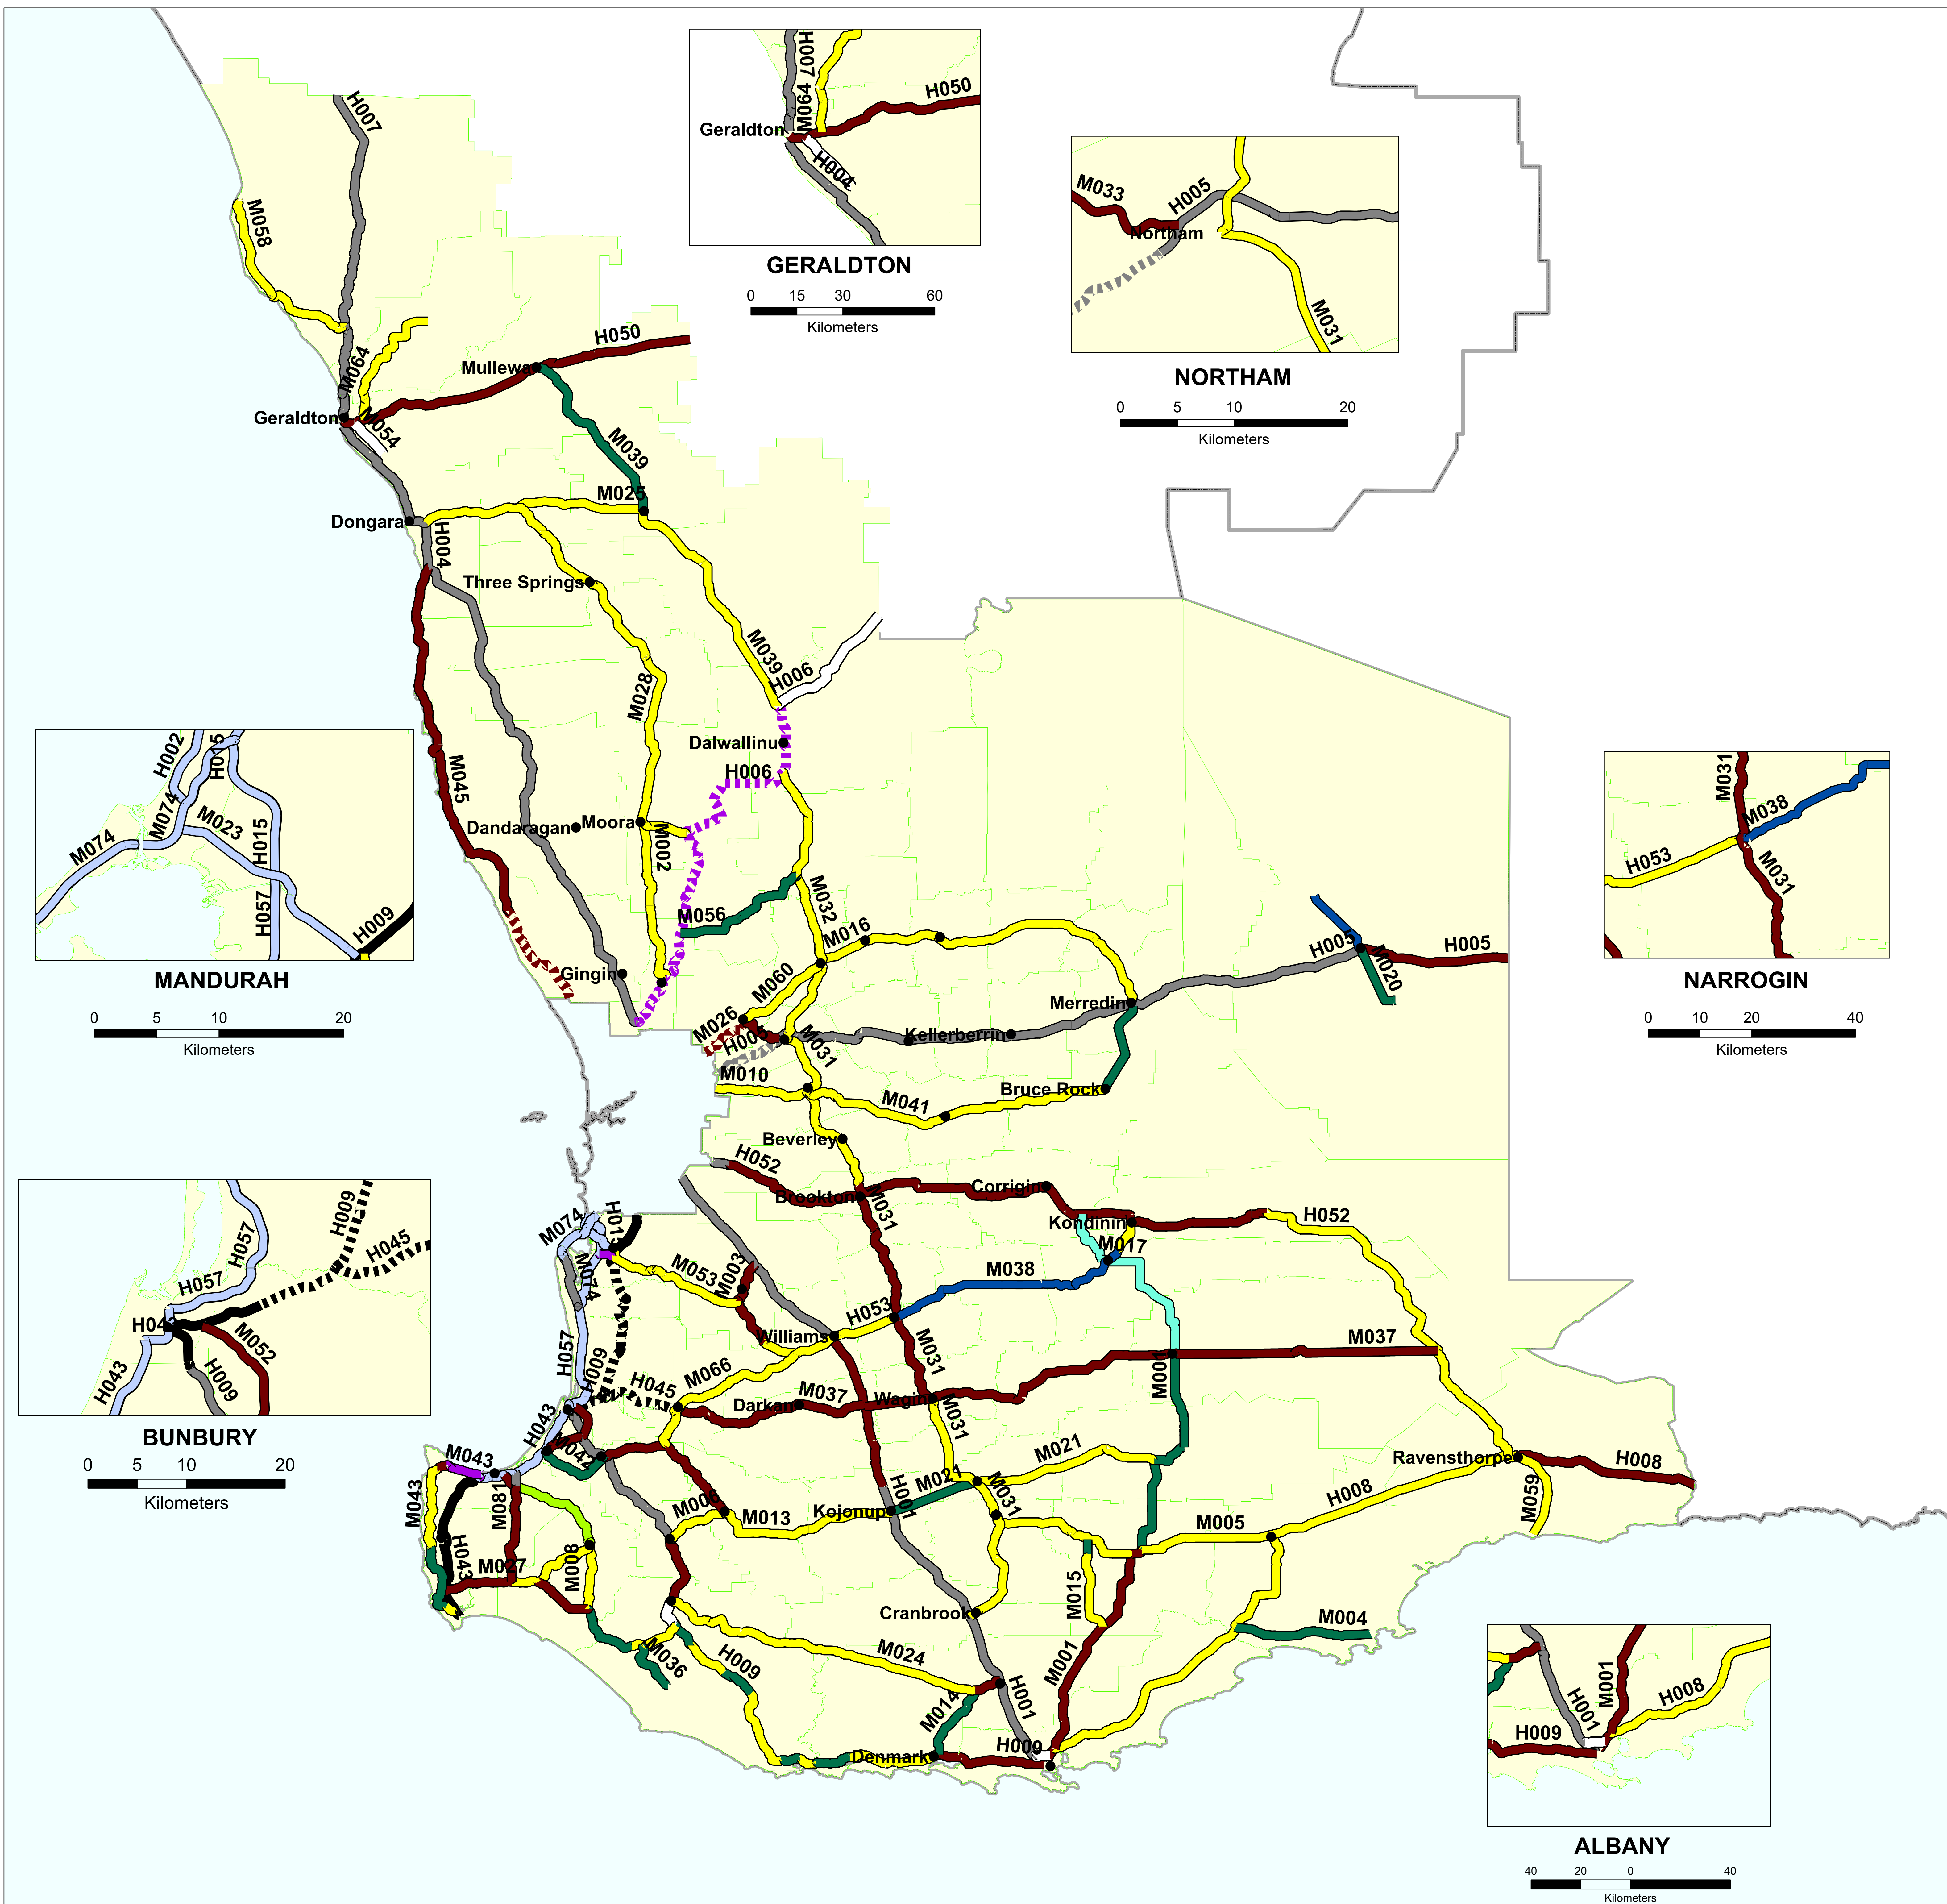 H007
M064
H050
Geraldton
H004
GERALDTON
0 15 30 60
Kilometers
M033
H005
Northam
M031
NORTHAM
0 5 10 20
Kilometers
H007
M058
M064
H050
Mullewa
Geraldton
M054
M039
M025
Dongara
H004
Three Springs
M039
H006
M028
Dalwallinu
H006
M045
Dandaragan
Moora
M002
M032
M056
M016
Gingin
M060
M026
H005
M031
Merredin
Kellerberrin
H005
H005
M020
M010
M041
Bruce Rock
Beverley
H002
H015
M074
M023
H015
M074
H057
H009
MANDURAH
0 5 10 20
Kilometers
M031
M038
H053
M031
NARROGIN
0 10 20 40
Kilometers
H052
Brookton
M031
Corrigin
Kondinin
H052
M017
M074
M074
M053
M003
M038
H053
Williams
M031
M037
H057
H009
M066
H045
M037
Darkan
Wagin
M031
M001
H009
H057
H057
H045
M052
H043
H009
BUNBURY
0 5 10 20
Kilometers
H043
M042
M043
M081
M043
H043
M027
M008
M006
M013
Kojonup
M021
H001
M021
M031
Ravensthorpe
H008
H008
M059
M005
M015
Cranbrook
M004
M024
M001
M036
H009
M014
H001
Denmark
H009
M001
H001
H008
H009
ALBANY
40 20 0 40
Kilometers